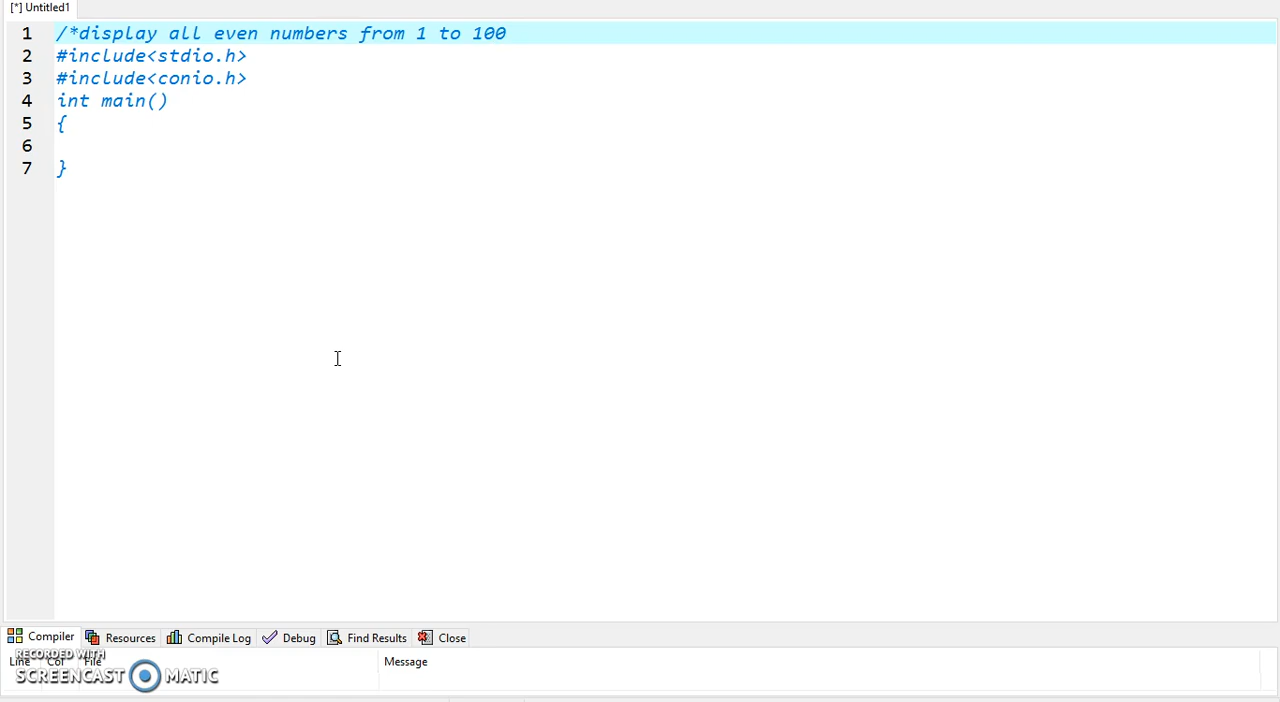 [*] Untitled1
1 /*display all even numbers from 1 to 100
2 #include<stdio.h>
3 #include<conio.h>
4 int main()
5 {
6
7 }
Compiler Resources Compile Log Debug Find Results Close
Line Col File Message
RECORDED WITH
SCREENCAST MATIC